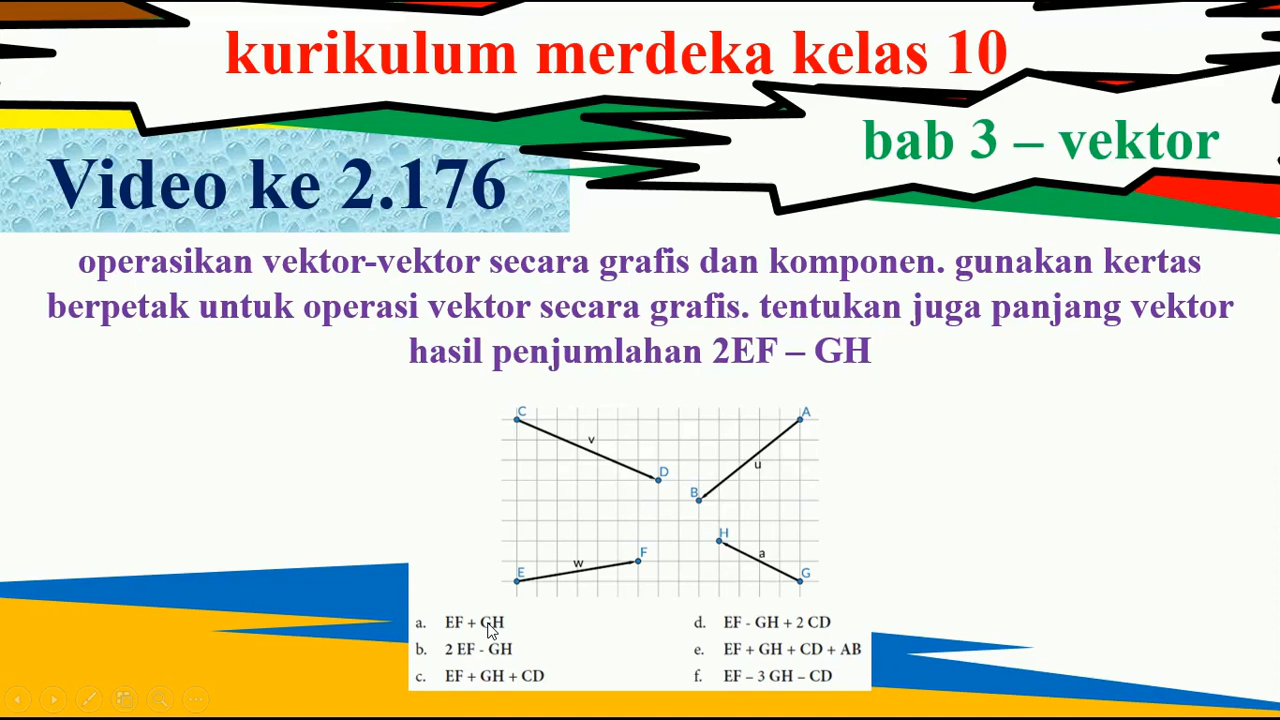 kurikulum merdeka kelas 10
bab 3 – vektor
Video ke 2.176
operasikan vektor-vektor secara grafis dan komponen. gunakan kertas
berpetak untuk operasi vektor secara grafis. tentukan juga panjang vektor
hasil penjumlahan 2EF – GH
C
A
v
D
u
B
H
F
a
w
E
G
a. EF + GH
b. 2 EF - GH
c. EF + GH + CD
d. EF - GH + 2 CD
e. EF + GH + CD + AB
f. EF – 3 GH – CD